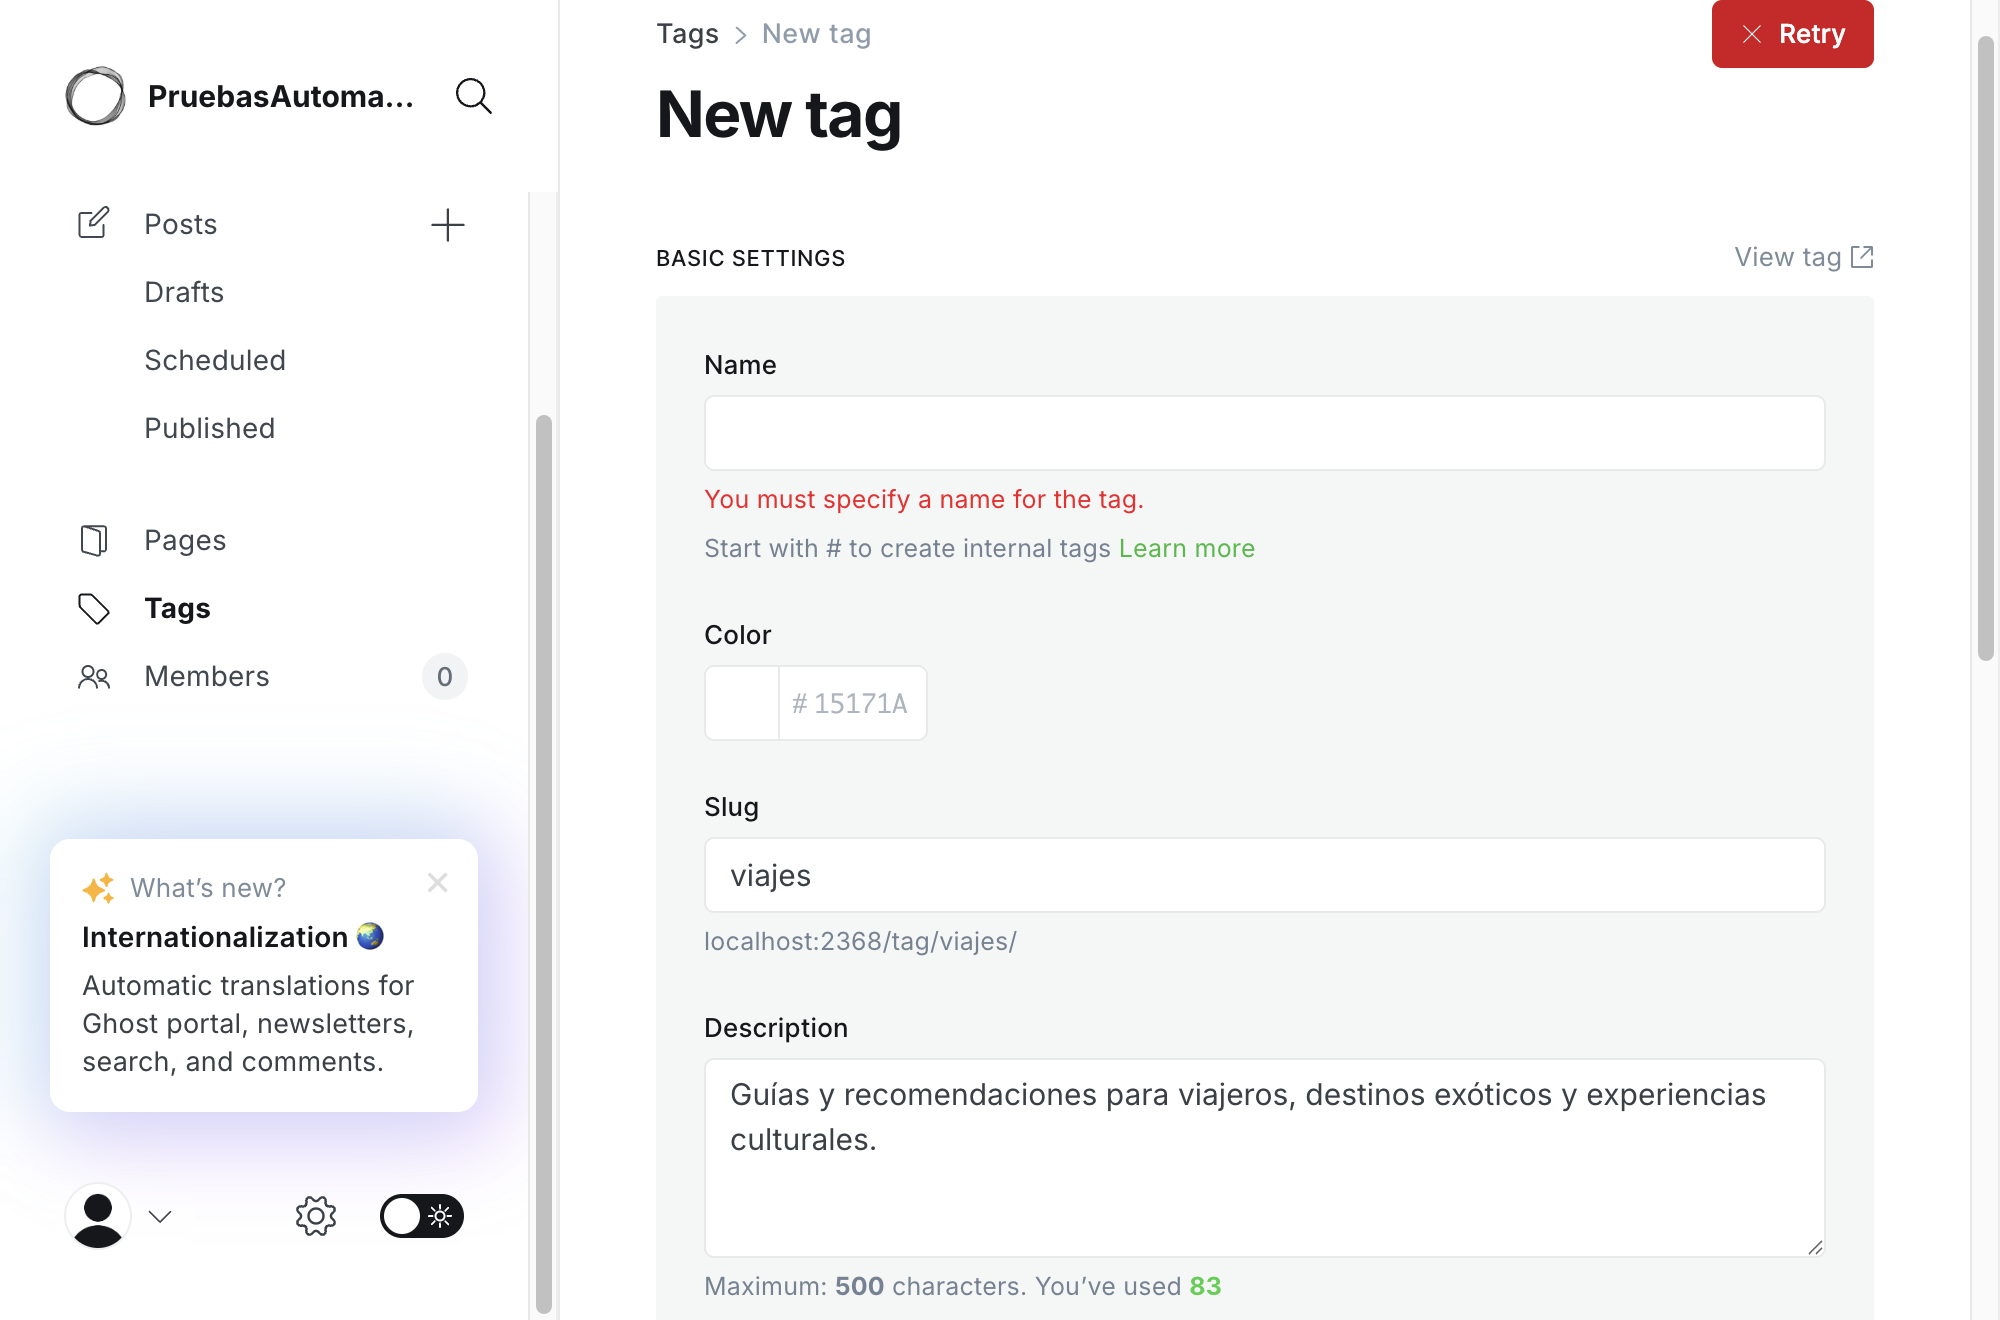 PruebasAutoma...
Posts
Drafts
Scheduled
Published
Pages
Tags
Members
0
What's new?
Internationalization
Automatic translations for
Ghost portal, newsletters,
search, and comments.
Tags > New tag
Retry
New tag
BASIC SETTINGS
View tag
Name
You must specify a name for the tag.
Start with # to create internal tags Learn more
Color
# 15171A
Slug
viajes
localhost:2368/tag/viajes/
Description
Guías y recomendaciones para viajeros, destinos exóticos y experiencias
culturales.
Maximum: 500 characters. You've used 83